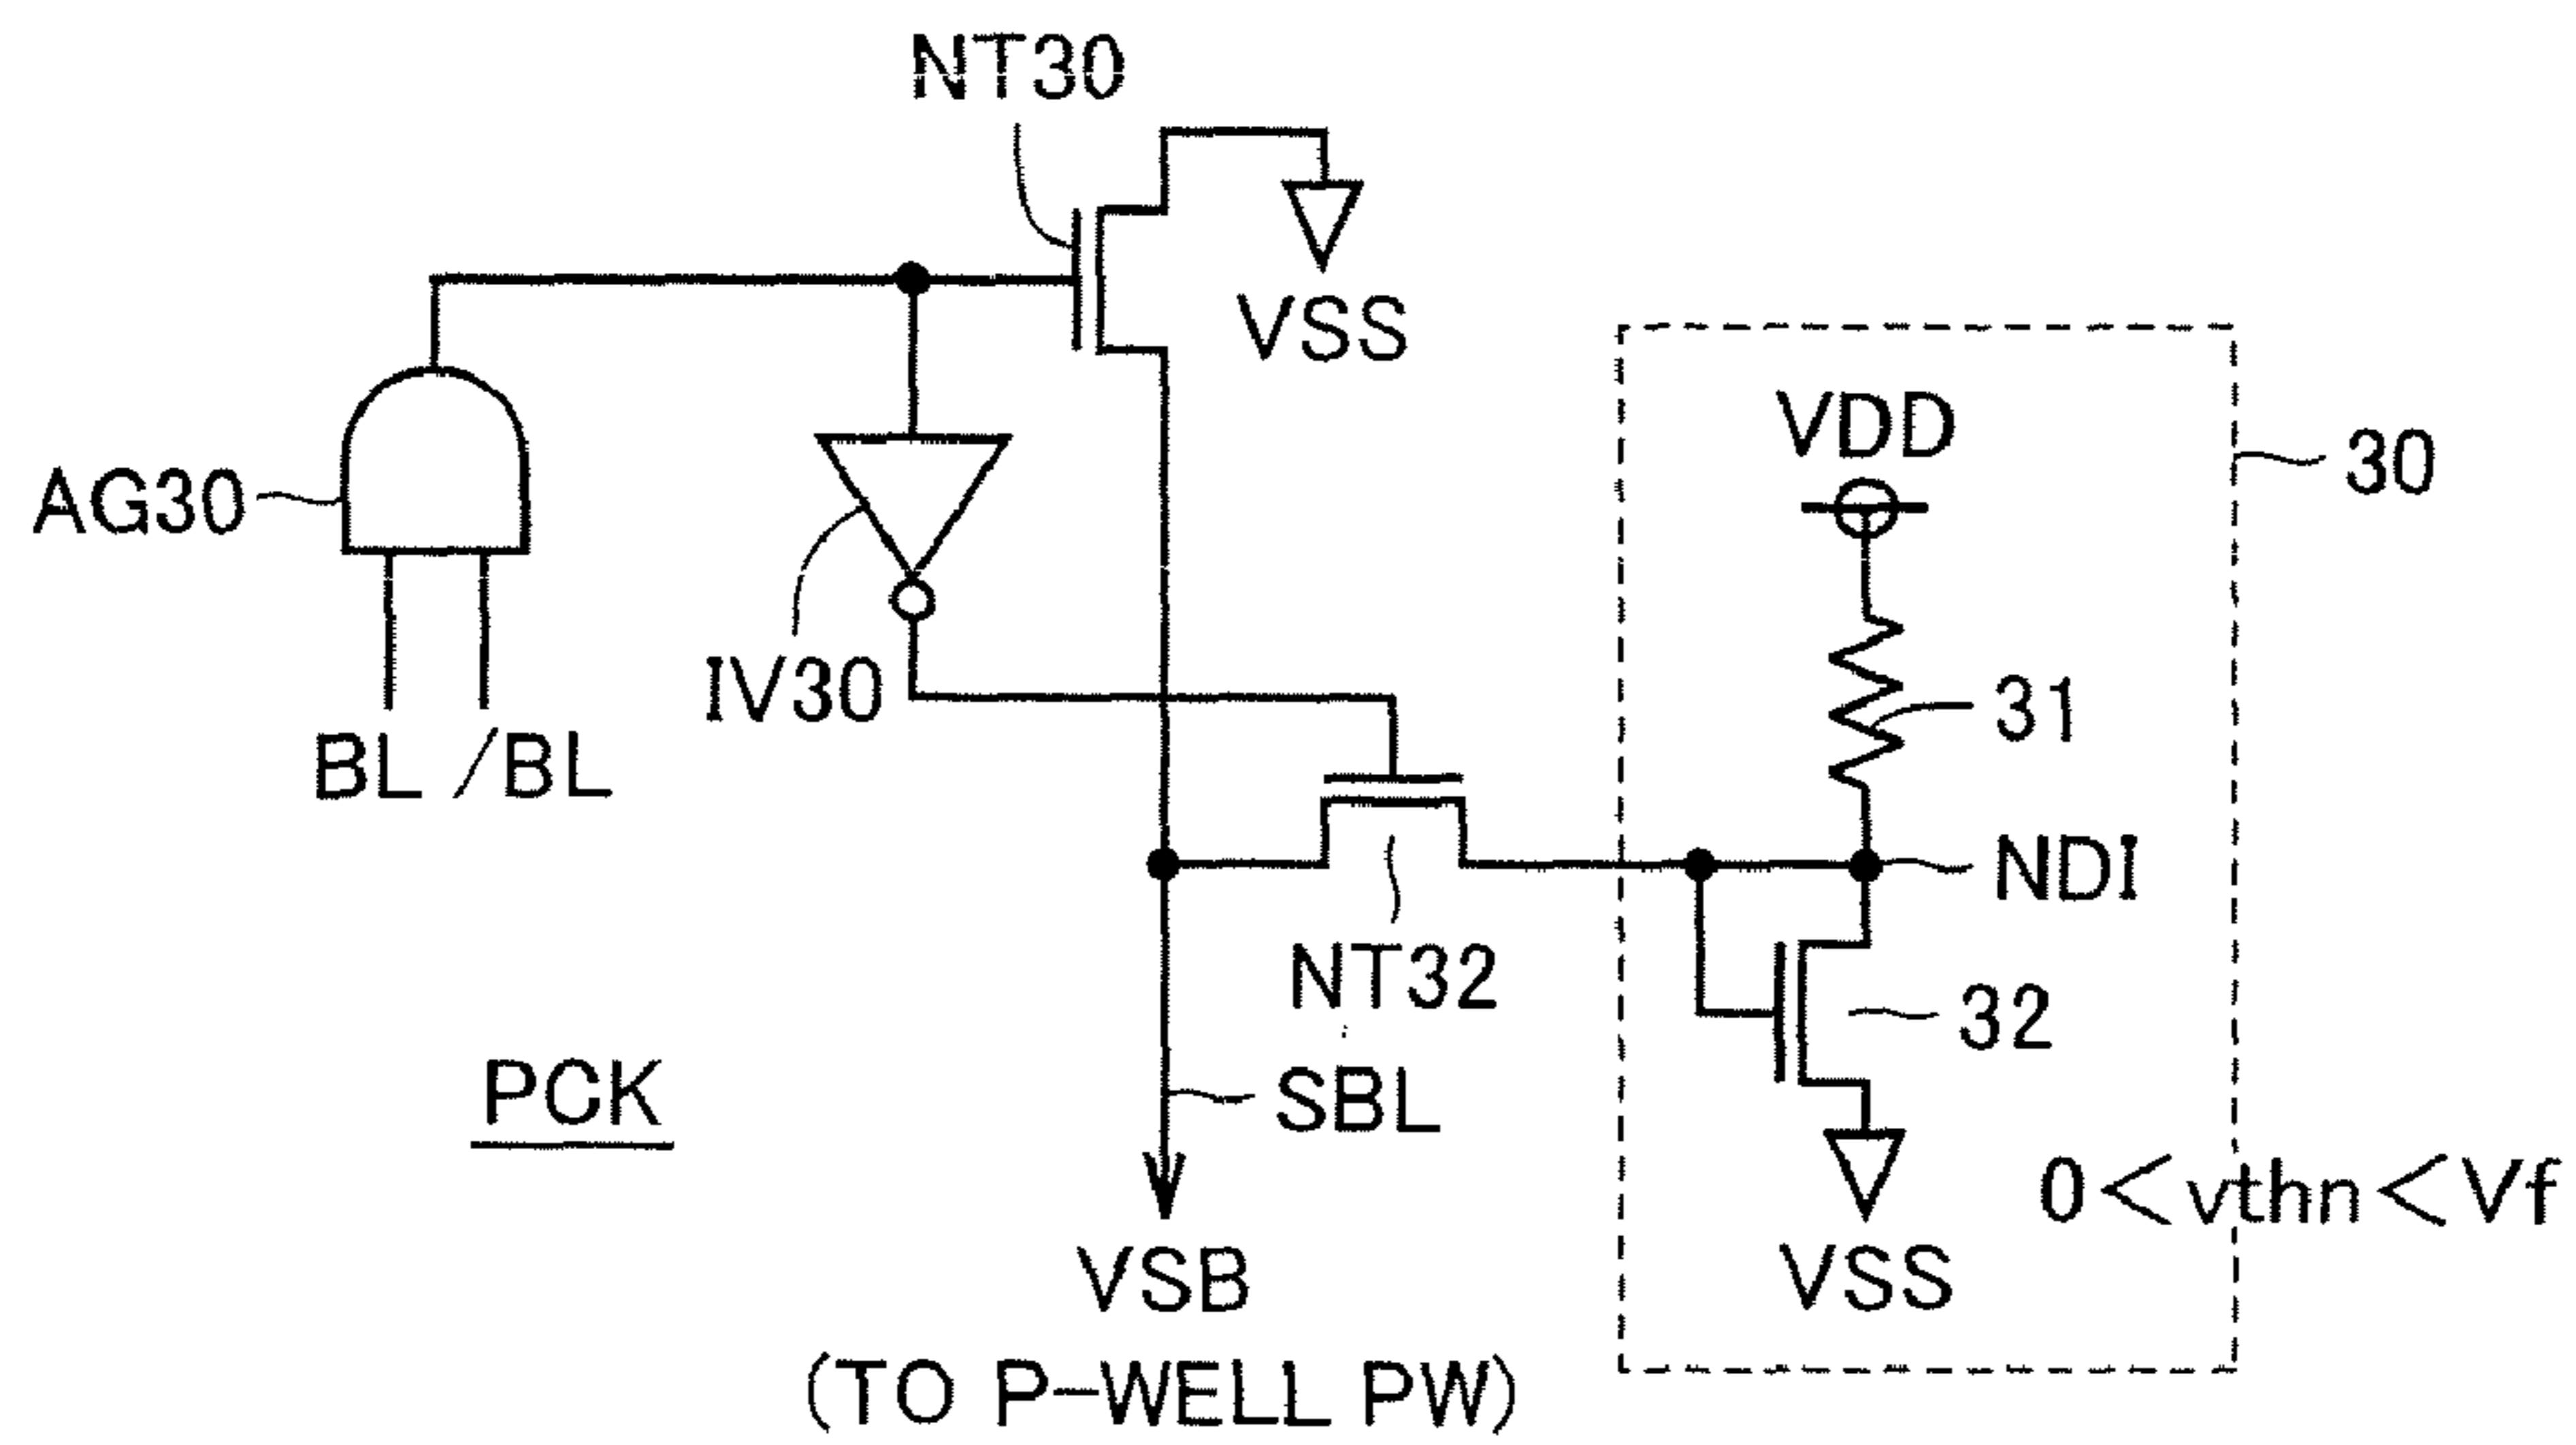 NT30
VSS
VDD
30
AG30
IV30
31
BL /BL
NDI
NT32
32
PCK
SBL
0<vthn<Vf
VSB
VSS
(TO P-WELL PW)